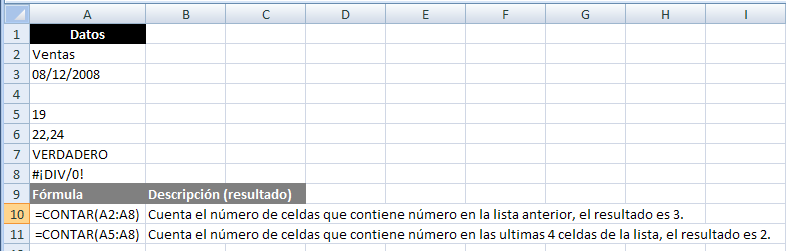 A B C D E F G H I
1 Datos
2 Ventas
3 08/12/2008
4
5 19
6 22,24
7 VERDADERO
8 #¡DIV/0!
9 Fórmula Descripción (resultado)
10 =CONTAR(A2:A8) Cuenta el número de celdas que contiene número en la lista anterior, el resultado es 3.
11 =CONTAR(A5:A8) Cuenta el número de celdas que contiene número en las ultimas 4 celdas de la lista, el resultado es 2.